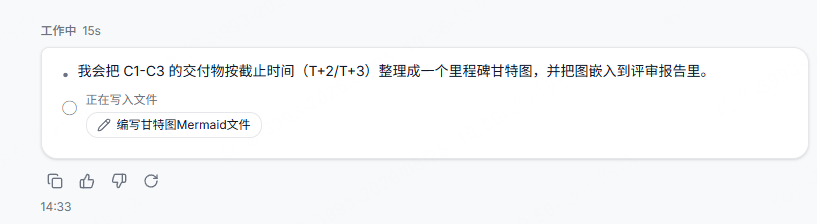 工作中 15s
我会把 C1-C3 的交付物按截止时间（T+2/T+3）整理成一个里程碑甘特图，并把图嵌入到评审报告里。
正在写入文件
编写甘特图Mermaid文件
14:33